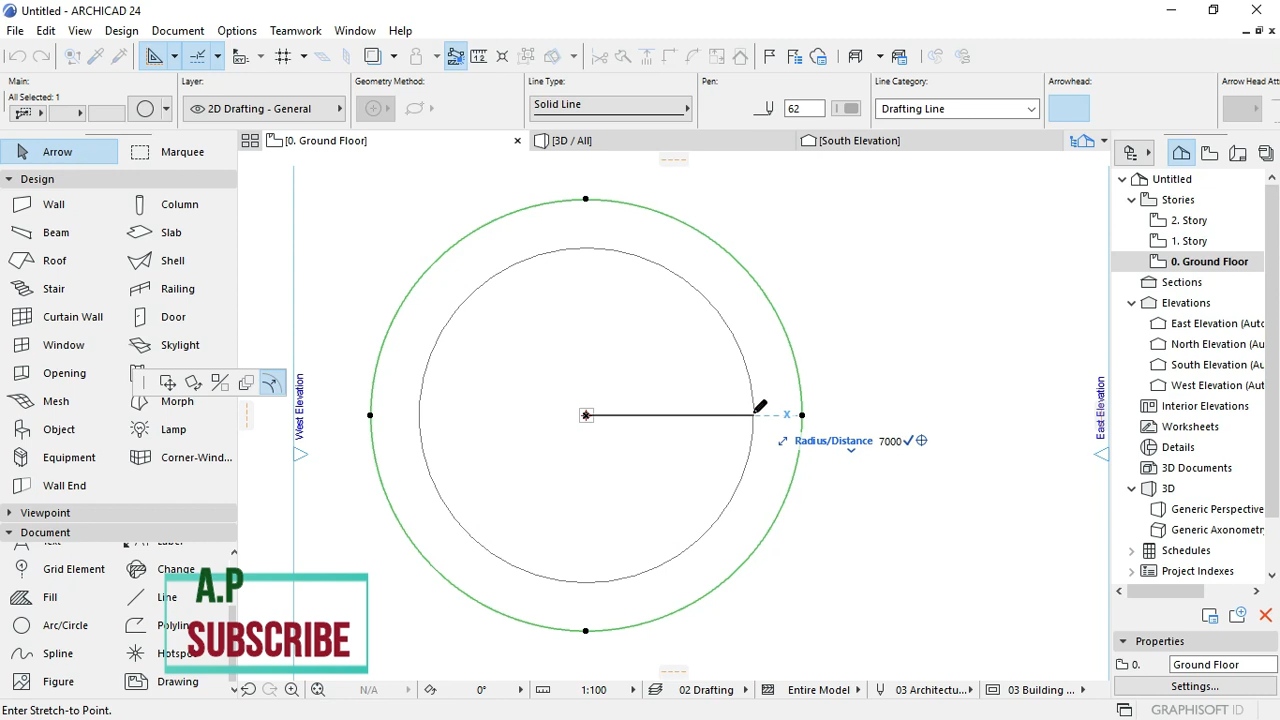 Untitled - ARCHICAD 24
File Edit View Design Document Options Teamwork Window Help
Main:
All Selected: 1
Layer:
2D Drafting - General
Geometry Method:
Line Type:
Solid Line
Pen:
62
Line Category:
Drafting Line
Arrowhead:
Arrow Head Att
[0. Ground Floor]
[3D / All]
[South Elevation]
Arrow
Marquee
Design
Wall
Column
Beam
Slab
Roof
Shell
Stair
Railing
Curtain Wall
Door
Window
Skylight
Opening
Mesh
Morph
Object
Lamp
Equipment
Corner-Wind...
Wall End
Viewpoint
Document
Grid Element
Change
Fill
Line
Arc/Circle
Spline
Figure
Drawing
A.P
SUBSCRIBE
West Elevation
East Elevation
X
Radius/Distance 7000
Untitled
Stories
2. Story
1. Story
0. Ground Floor
Sections
Elevations
East Elevation (Aut
North Elevation (Au
South Elevation (Au
West Elevation (Aut
Interior Elevations
Worksheets
Details
3D Documents
3D
Generic Perspective
Generic Axonometry
Schedules
Project Indexes
Properties
0.
Ground Floor
Settings...
N/A
0°
1:100
02 Drafting
Entire Model
03 Architectu...
03 Building ...
Enter Stretch-to Point.
GRAPHISOFT ID